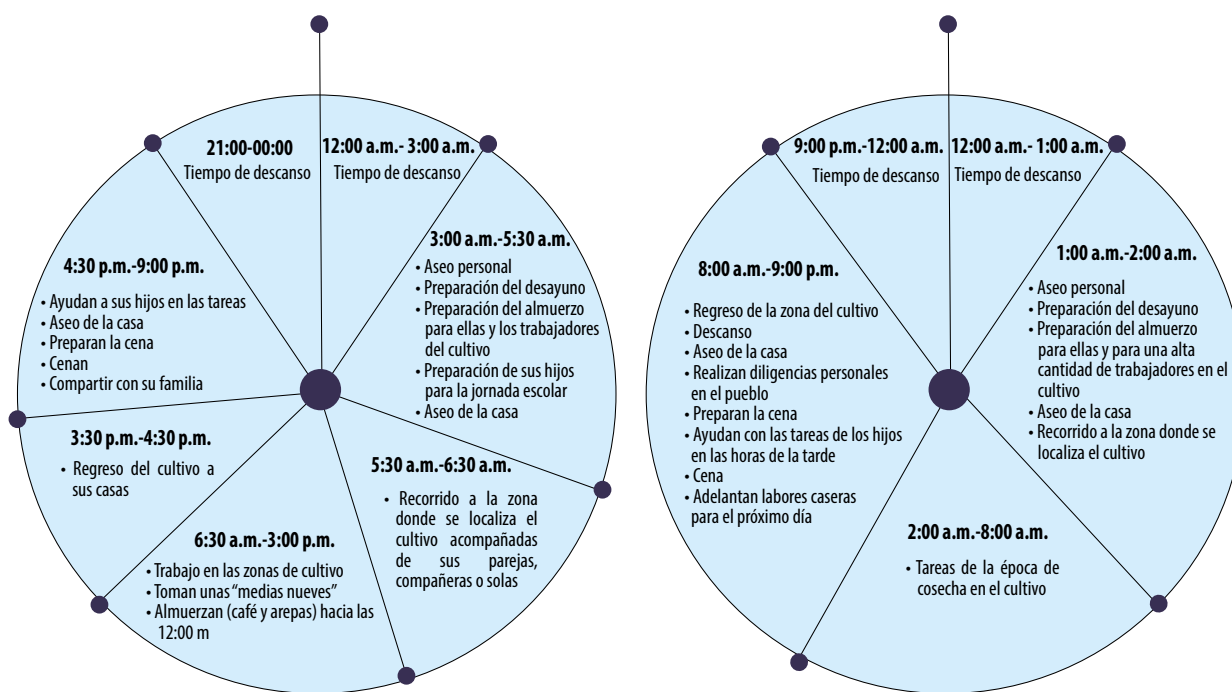 21:00-00:00
Tiempo de descanso
12:00 a.m.- 3:00 a.m.
Tiempo de descanso
3:00 a.m.-5:30 a.m.
• Aseo personal
• Preparación del desayuno
• Preparación del almuerzo
para ellas y los trabajadores
del cultivo
• Preparación de sus hijos
para la jornada escolar
• Aseo de la casa
5:30 a.m.-6:30 a.m.
• Recorrido a la zona
donde se localiza el
cultivo acompañadas
de sus parejas,
compañeras o solas
6:30 a.m.-3:00 p.m.
• Trabajo en las zonas de cultivo
• Toman unas “medias nueves”
• Almuerzan (café y arepas) hacia las
12:00 m
3:30 p.m.-4:30 p.m.
• Regreso del cultivo a
sus casas
4:30 p.m.-9:00 p.m.
• Ayudan a sus hijos en las tareas
• Aseo de la casa
• Preparan la cena
• Cenan
• Compartir con su familia
9:00 p.m.-12:00 a.m.
Tiempo de descanso
12:00 a.m.- 1:00 a.m.
Tiempo de descanso
1:00 a.m.-2:00 a.m.
• Aseo personal
• Preparación del desayuno
• Preparación del almuerzo
para ellas y para una alta
cantidad de trabajadores en el
cultivo
• Aseo de la casa
• Recorrido a la zona donde se
localiza el cultivo
2:00 a.m.-8:00 a.m.
• Tareas de la época de
cosecha en el cultivo
8:00 a.m.-9:00 p.m.
• Regreso de la zona del cultivo
• Descanso
• Aseo de la casa
• Realizan diligencias personales
en el pueblo
• Preparan la cena
• Ayudan con las tareas de los hijos
en las horas de la tarde
• Cena
• Adelantan labores caseras
para el próximo día